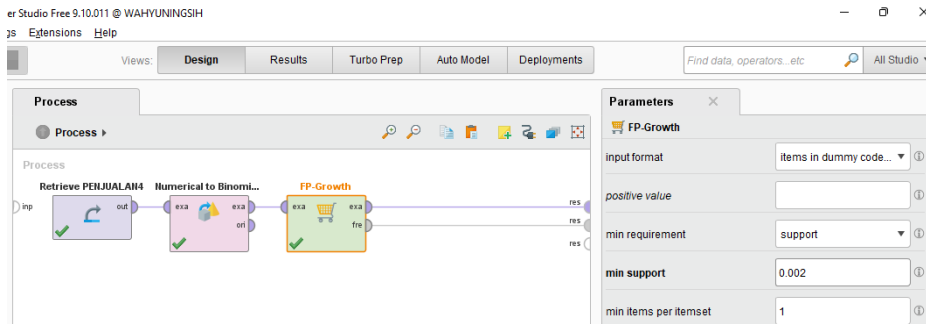 er Studio Free 9.10.011 @ WAHYUNINGSIH
gs Extensions Help
Views: Design Results Turbo Prep Auto Model Deployments Find data, operators...etc All Studio
Process
Process
Process
Retrieve PENJUALAN4 Numerical to Binomi... FP-Growth
inp out exa exa exa exa res
ori fre res
res
Parameters
FP-Growth
input format items in dummy code...
positive value
min requirement support
min support 0.002
min items per itemset 1